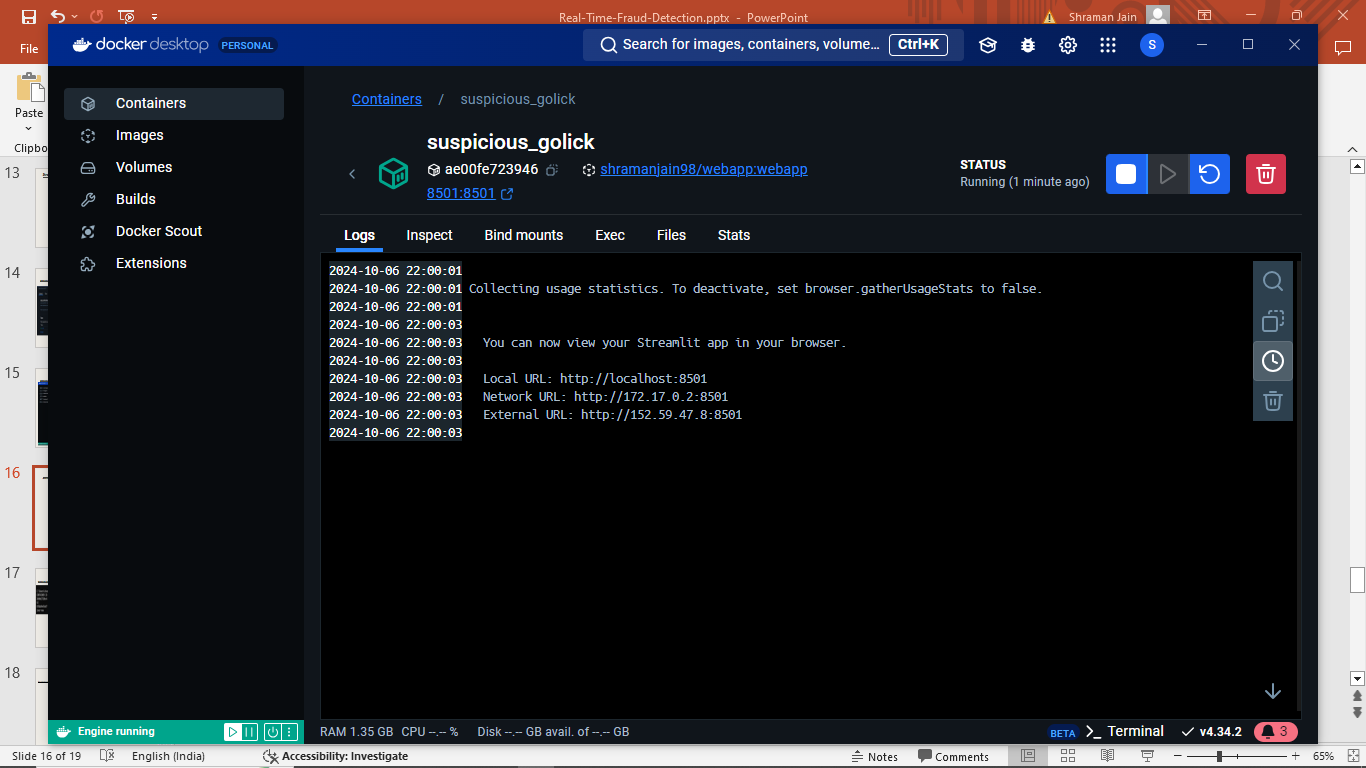 Real-Time-Fraud-Detection.pptx - PowerPoint
Shraman Jain
File
docker desktop PERSONAL
Search for images, containers, volume... Ctrl+K
S
Paste
Clipbo
13
14
15
16
17
18
Containers
Images
Volumes
Builds
Docker Scout
Extensions
Containers / suspicious_golick
suspicious_golick
ae00fe723946 shramanjain98/webapp:webapp
8501:8501
STATUS
Running (1 minute ago)
Logs Inspect Bind mounts Exec Files Stats
2024-10-06 22:00:01
2024-10-06 22:00:01 Collecting usage statistics. To deactivate, set browser.gatherUsageStats to false.
2024-10-06 22:00:01
2024-10-06 22:00:03
2024-10-06 22:00:03 You can now view your Streamlit app in your browser.
2024-10-06 22:00:03
2024-10-06 22:00:03 Local URL: http://localhost:8501
2024-10-06 22:00:03 Network URL: http://172.17.0.2:8501
2024-10-06 22:00:03 External URL: http://152.59.47.8:8501
2024-10-06 22:00:03
Engine running
RAM 1.35 GB CPU --.-- % Disk --.-- GB avail. of --.-- GB
BETA >_ Terminal v4.34.2 3
Slide 16 of 19 English (India) Accessibility: Investigate Notes Comments 65%